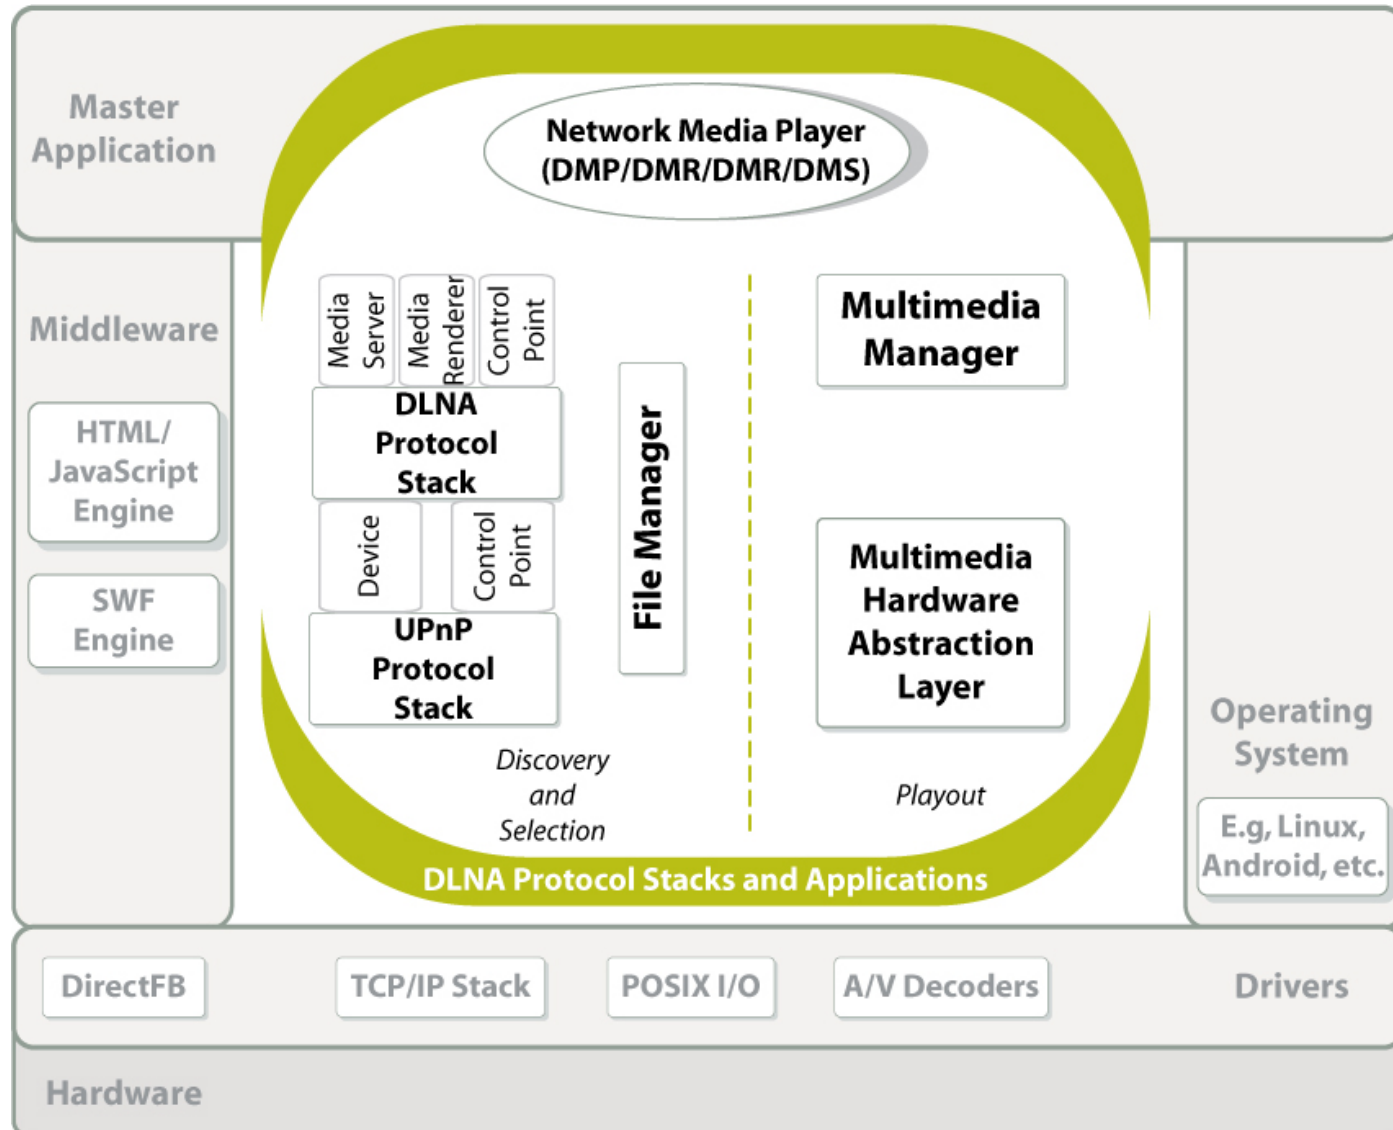 Master
Application
Network Media Player
(DMP/DMR/DMR/DMS)
Middleware
HTML/
JavaScript
Engine
SWF
Engine
Media
Server
Media
Renderer
Control
Point
DLNA
Protocol
Stack
Device
Control
Point
UPnP
Protocol
Stack
File Manager
Discovery
and
Selection
Multimedia
Manager
Multimedia
Hardware
Abstraction
Layer
Playout
DLNA Protocol Stacks and Applications
Operating
System
E.g, Linux,
Android, etc.
DirectFB
TCP/IP Stack
POSIX I/O
A/V Decoders
Drivers
Hardware